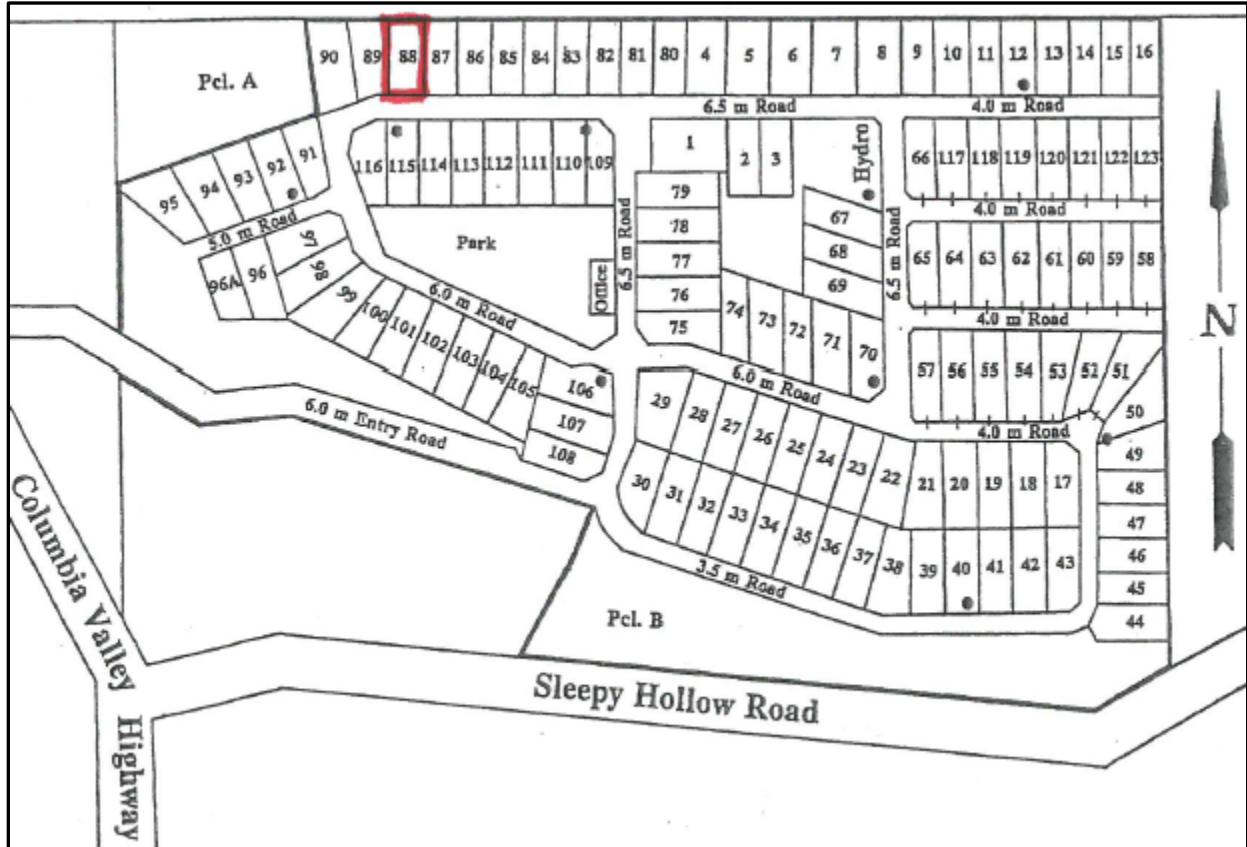 90 89 88 87 86 85 84 83 82 81 80 4 5 6 7 8 9 10 11 12 13 14 15 16
Pcl. A
6.5 m Road
4.0 m Road
95 94 93 92 91
116 115 114 113 112 111 110 109
1
2 3
Hydro
66 117 118 119 120 121 122 123
79
78
77
76
75
67
68
69
5.0 m Road
4.0 m Road
96A 96 97
98
99 100 101 102 103 104 105
Park
Office
6.5 m Road
6.5 m Road
65 64 63 62 61 60 59 58
N
6.0 m Road
74 73 72 71 70
4.0 m Road
57 56 55 54 53 52 51
50
106
107
108
6.0 m Road
4.0 m Road
6.0 m Entry Road
29 28 27 26 25 24 23 22 21 20 19 18 17
49
48
47
46
45
44
30 31 32 33 34 35 36 37 38 39 40 41 42 43
3.5 m Road
Pcl. B
Columbia Valley
Highway
Sleepy Hollow Road